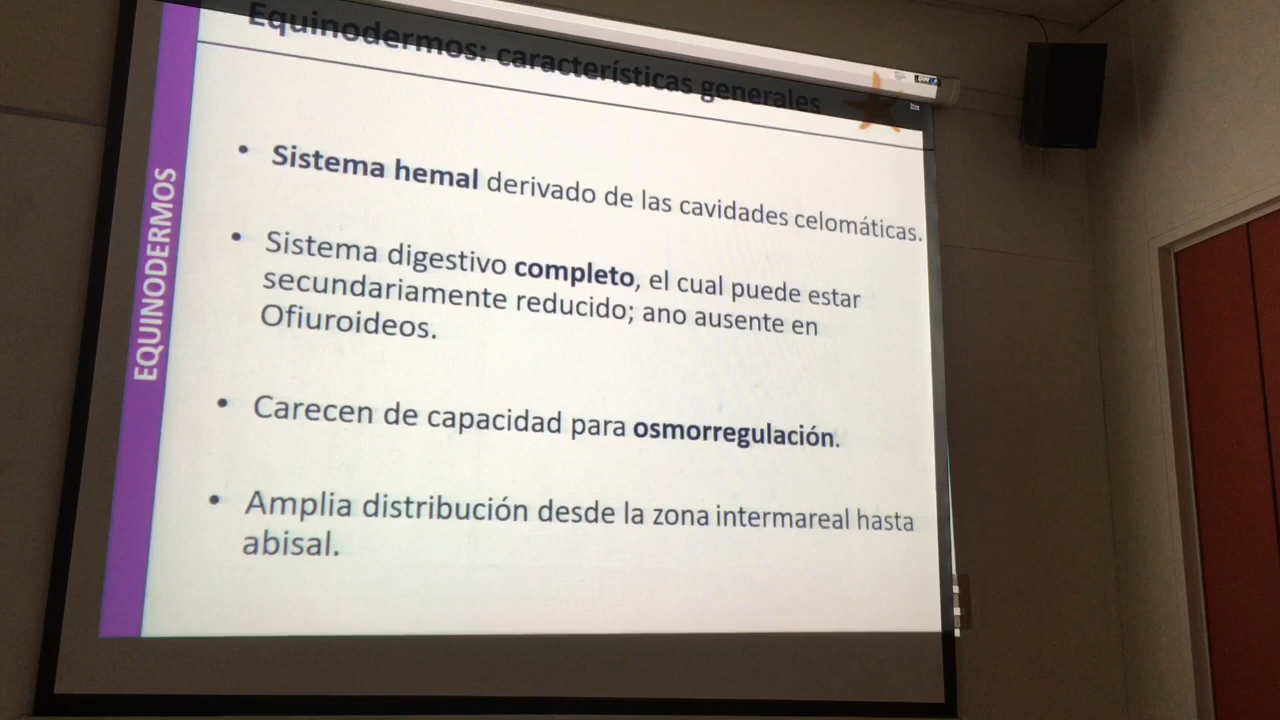 Equinodermos: características generales
EQUINODERMOS
• Sistema hemal derivado de las cavidades celomáticas.
• Sistema digestivo completo, el cual puede estar
secundariamente reducido; ano ausente en
Ofiuroideos.
• Carecen de capacidad para osmorregulación.
• Amplia distribución desde la zona intermareal hasta
abisal.